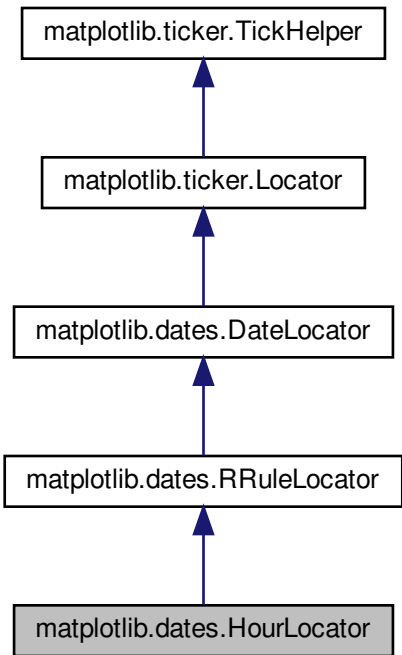 matplotlib.ticker.TickHelper
matplotlib.ticker.Locator
matplotlib.dates.DateLocator
matplotlib.dates.RRuleLocator
matplotlib.dates.HourLocator